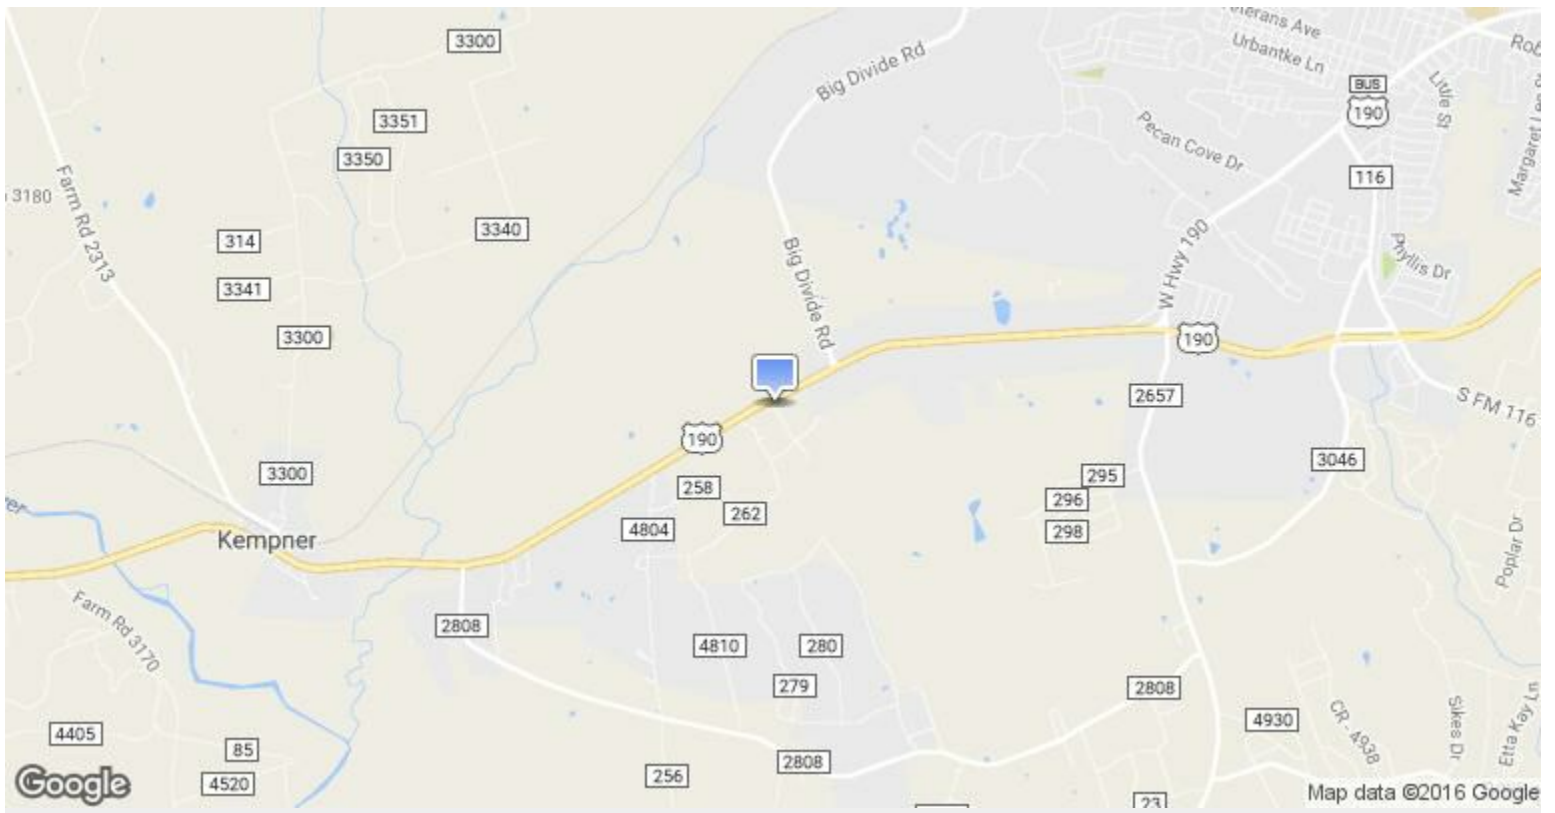 Veterans Ave
Urbantke Ln
3300
Big Divide Rd
BUS
190
Little St
3351
3350
Pecan Cove Dr
116
Margaret Lee
3180
Farm Rd 2313
314
3340
3341
3300
Big Divide Rd
W Hwy 190
Phyllis Dr
190
2657
S FM 116
190
3300
258
262
4804
295
296
298
3046
Kempner
Poplar Dr
Farm Rd 3170
2808
4810
280
279
2808
4930
CR - 4938
Sikes Dr
Etta Kay Ln
4405
85
4520
256
2808
23
Google
Map data ©2016 Google